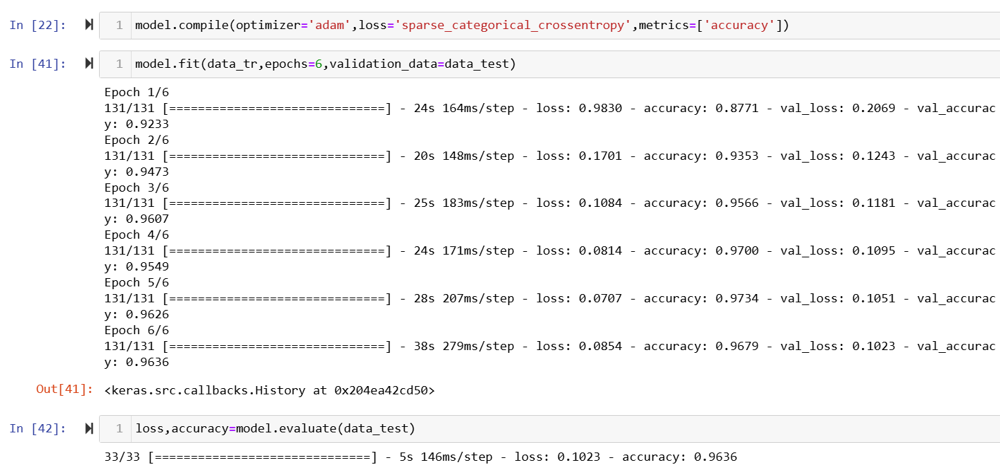 In [22]: 1 model.compile(optimizer='adam',loss='sparse_categorical_crossentropy',metrics=['accuracy'])
In [41]: 1 model.fit(data_tr,epochs=6,validation_data=data_test)
Epoch 1/6
131/131 [==============================] - 24s 164ms/step - loss: 0.9830 - accuracy: 0.8771 - val_loss: 0.2069 - val_accurac
y: 0.9233
Epoch 2/6
131/131 [==============================] - 20s 148ms/step - loss: 0.1701 - accuracy: 0.9353 - val_loss: 0.1243 - val_accurac
y: 0.9473
Epoch 3/6
131/131 [==============================] - 25s 183ms/step - loss: 0.1084 - accuracy: 0.9566 - val_loss: 0.1181 - val_accurac
y: 0.9607
Epoch 4/6
131/131 [==============================] - 24s 171ms/step - loss: 0.0814 - accuracy: 0.9700 - val_loss: 0.1095 - val_accurac
y: 0.9549
Epoch 5/6
131/131 [==============================] - 28s 207ms/step - loss: 0.0707 - accuracy: 0.9734 - val_loss: 0.1051 - val_accurac
y: 0.9626
Epoch 6/6
131/131 [==============================] - 38s 279ms/step - loss: 0.0854 - accuracy: 0.9679 - val_loss: 0.1023 - val_accurac
y: 0.9636
Out[41]: <keras.src.callbacks.History at 0x204ea42cd50>
In [42]: 1 loss,accuracy=model.evaluate(data_test)
33/33 [==============================] - 5s 146ms/step - loss: 0.1023 - accuracy: 0.9636